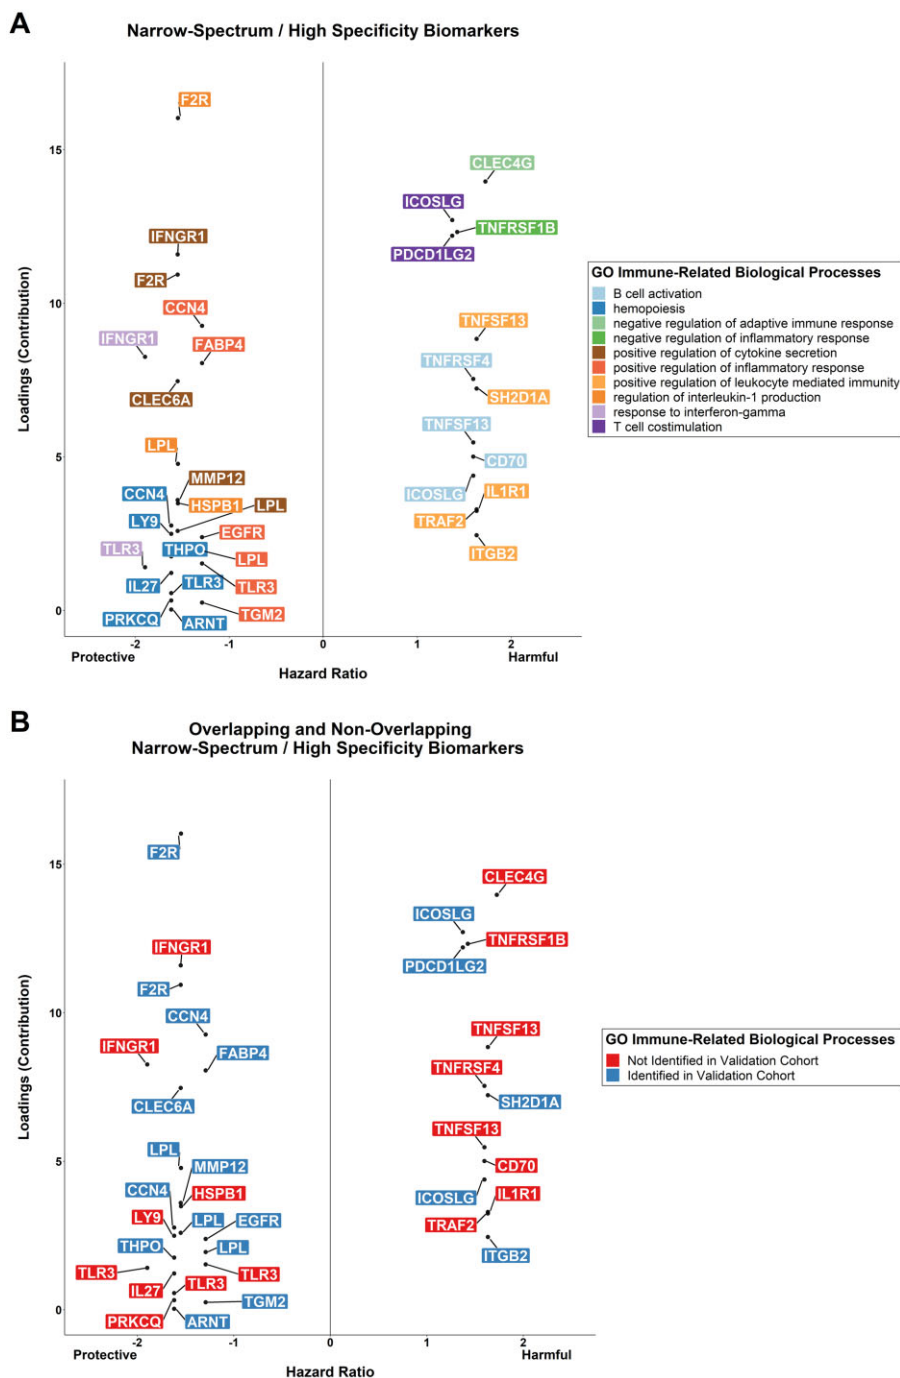 A
Narrow-Spectrum / High Specificity Biomarkers
Loadings (Contribution)
15
10
5
0
F2R
CLEC4G
ICOSLG
TNFRSF1B
IFNGR1
PDCD1LG2
F2R
CCN4
TNFSF13
IFNGR1
FABP4
TNFRSF4
CLEC6A
SH2D1A
TNFSF13
LPL
CD70
MMP12
CCN4
ICOSLG
IL1R1
HSPB1
LPL
LY9
TRAF2
EGFR
TLR3
THPO
LPL
ITGB2
IL27
TLR3
TLR3
PRKCQ
ARNT
TGM2
-2
-1
0
1
2
Protective
Harmful
Hazard Ratio
GO Immune-Related Biological Processes
B cell activation
hemopoiesis
negative regulation of adaptive immune response
negative regulation of inflammatory response
positive regulation of cytokine secretion
positive regulation of inflammatory response
positive regulation of leukocyte mediated immunity
regulation of interleukin-1 production
response to interferon-gamma
T cell costimulation
B
Overlapping and Non-Overlapping
Narrow-Spectrum / High Specificity Biomarkers
Loadings (Contribution)
15
10
5
0
F2R
CLEC4G
ICOSLG
IFNGR1
TNFRSF1B
PDCD1LG2
F2R
CCN4
TNFSF13
IFNGR1
FABP4
TNFRSF4
CLEC6A
SH2D1A
TNFSF13
LPL
MMP12
CD70
CCN4
HSPB1
ICOSLG
IL1R1
LY9
LPL
EGFR
TRAF2
THPO
LPL
ITGB2
TLR3
TLR3
IL27
TLR3
TGM2
PRKCQ
ARNT
-2
-1
0
1
2
Protective
Harmful
Hazard Ratio
GO Immune-Related Biological Processes
Not Identified in Validation Cohort
Identified in Validation Cohort